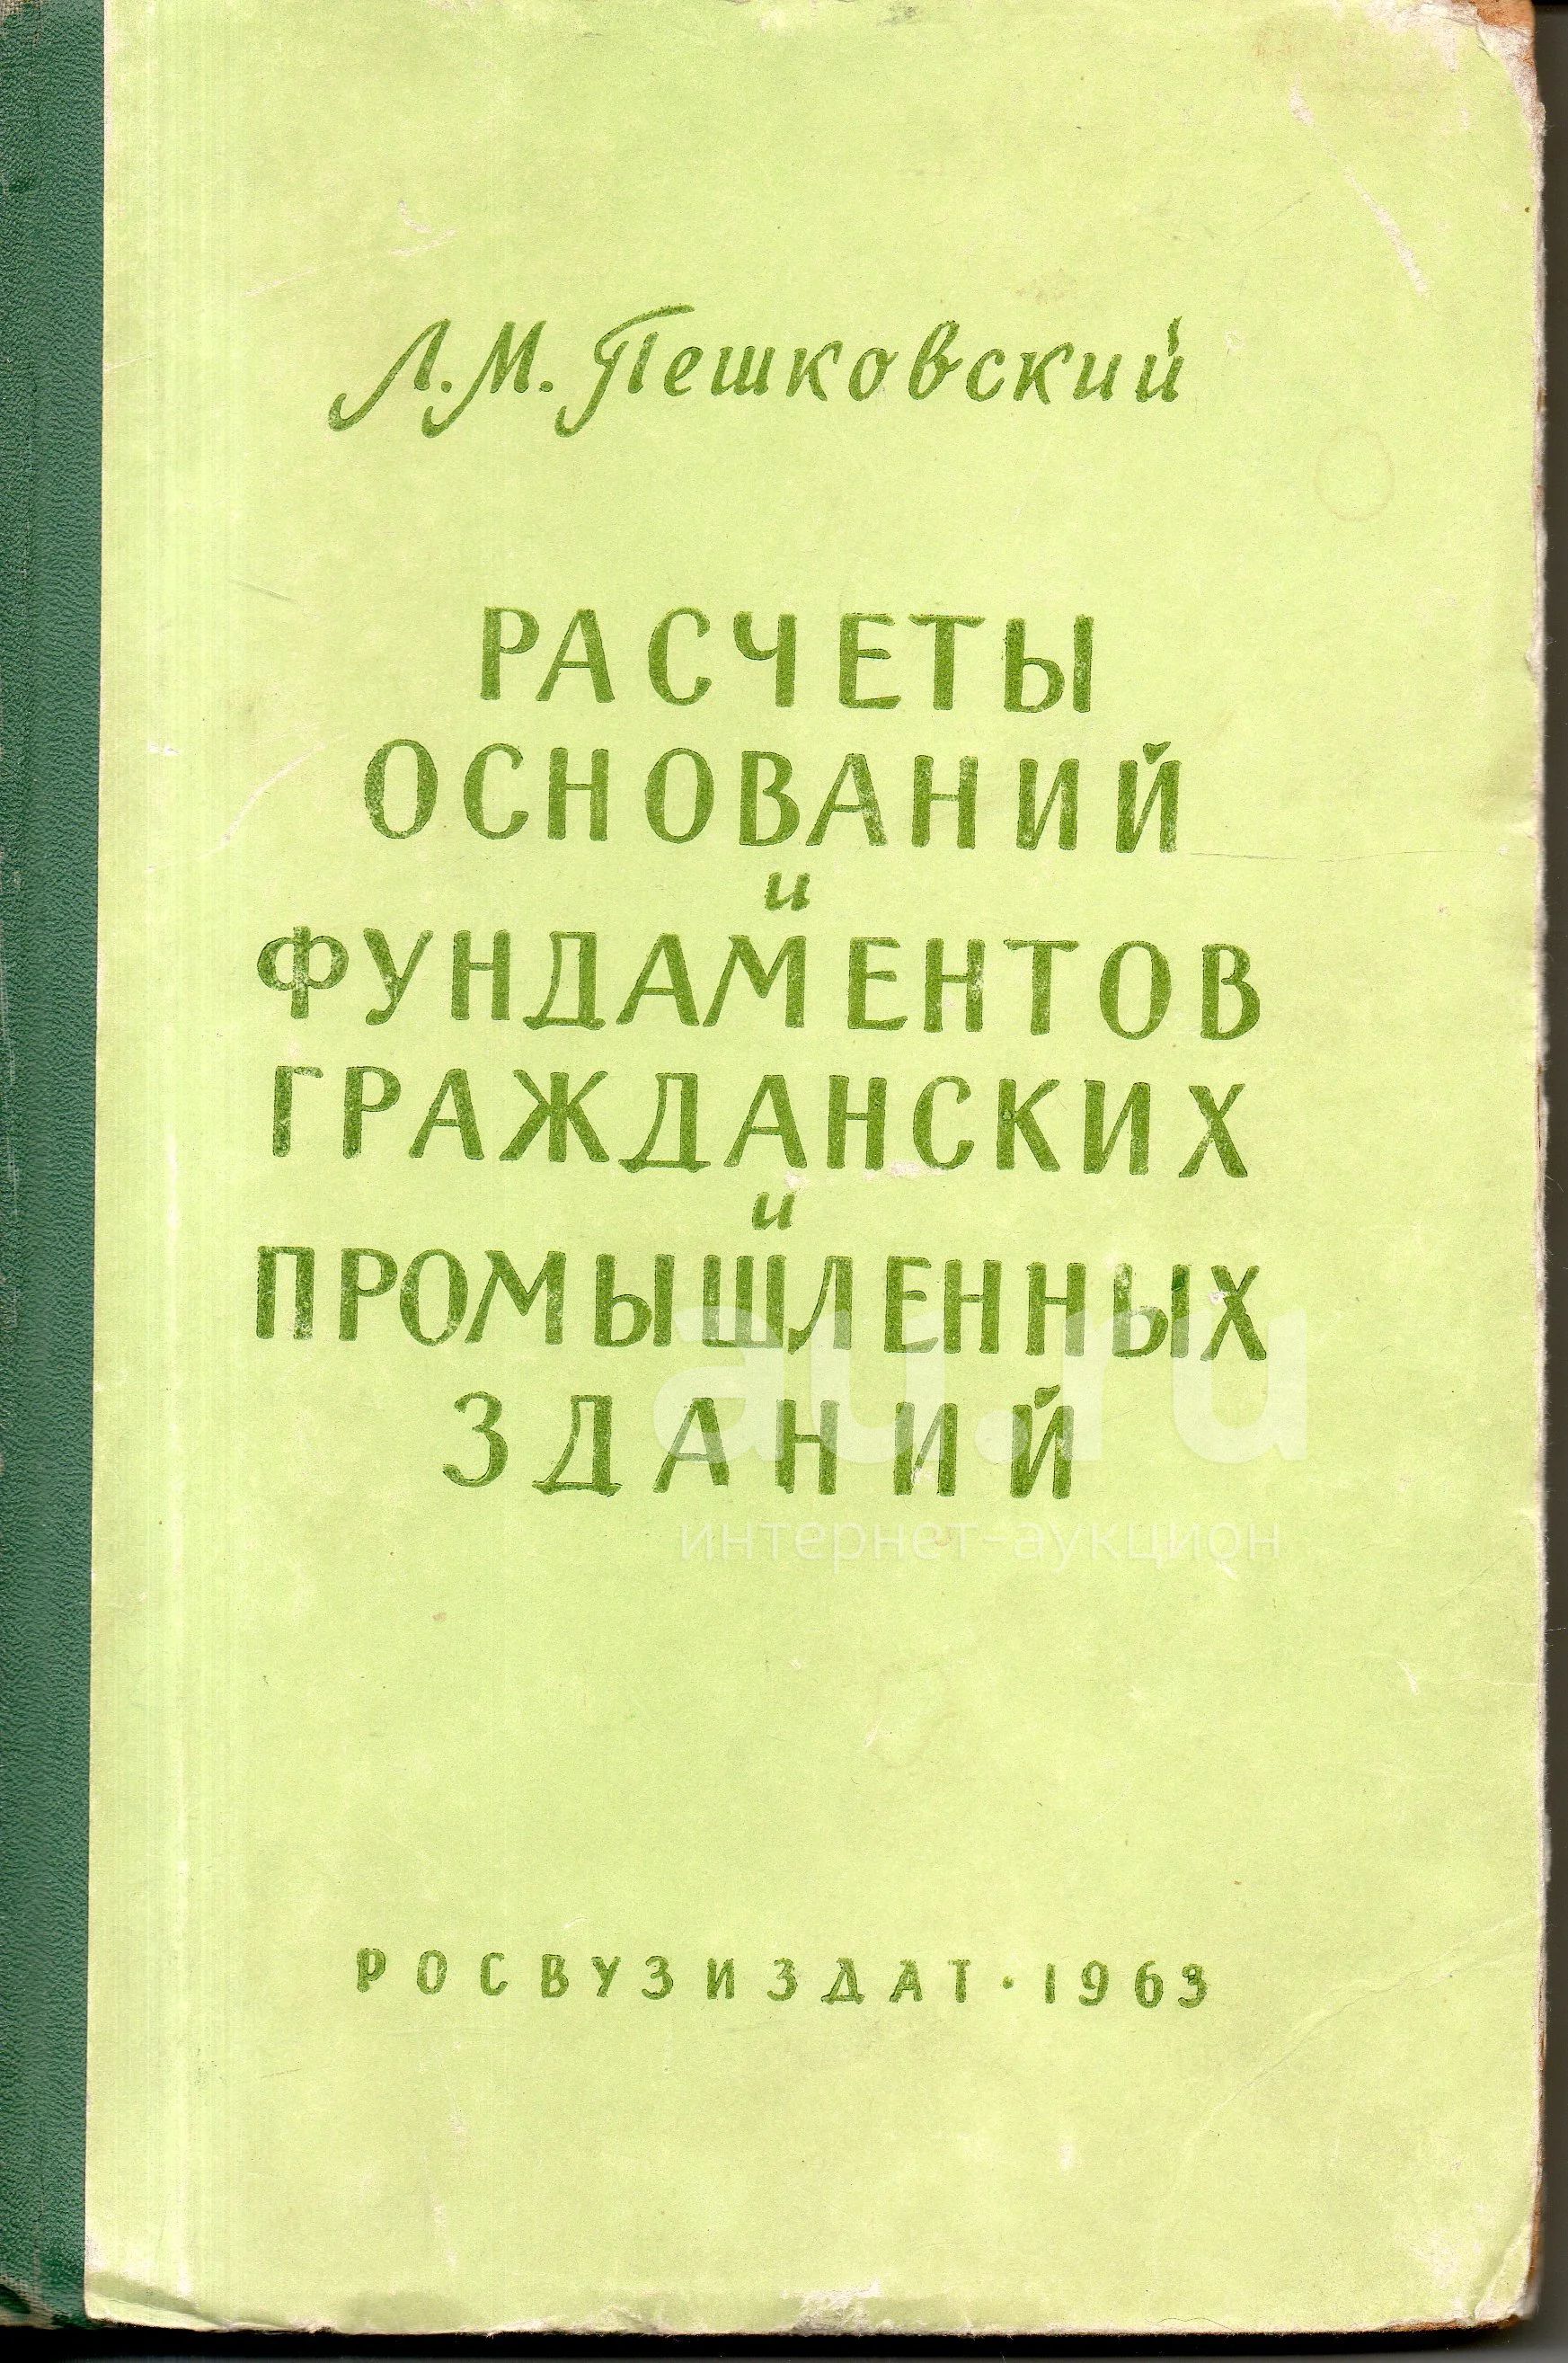 Л. М. Пешковский
РАСЧЕТЫ
ОСНОВАНИЙ
и
ФУНДАМЕНТОВ
ГРАЖДАНСКИХ
и
ПРОМЫШЛЕННЫХ
ЗДАНИЙ
au.ru
интернет-аукцион
РОСВУЗИЗДАТ · 1963